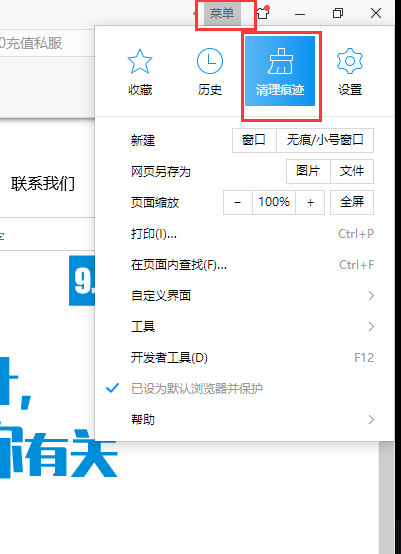 菜单
0充值私服
收藏 历史 清理痕迹 设置
新建 窗口 无痕/小号窗口
网页另存为 图片 文件
页面缩放 − 100% + 全屏
打印(I)... Ctrl+P
在页面内查找(F)... Ctrl+F
自定义界面
工具
开发者工具(D) F12
已设为默认浏览器并保护
帮助
联系我们
9.
有关